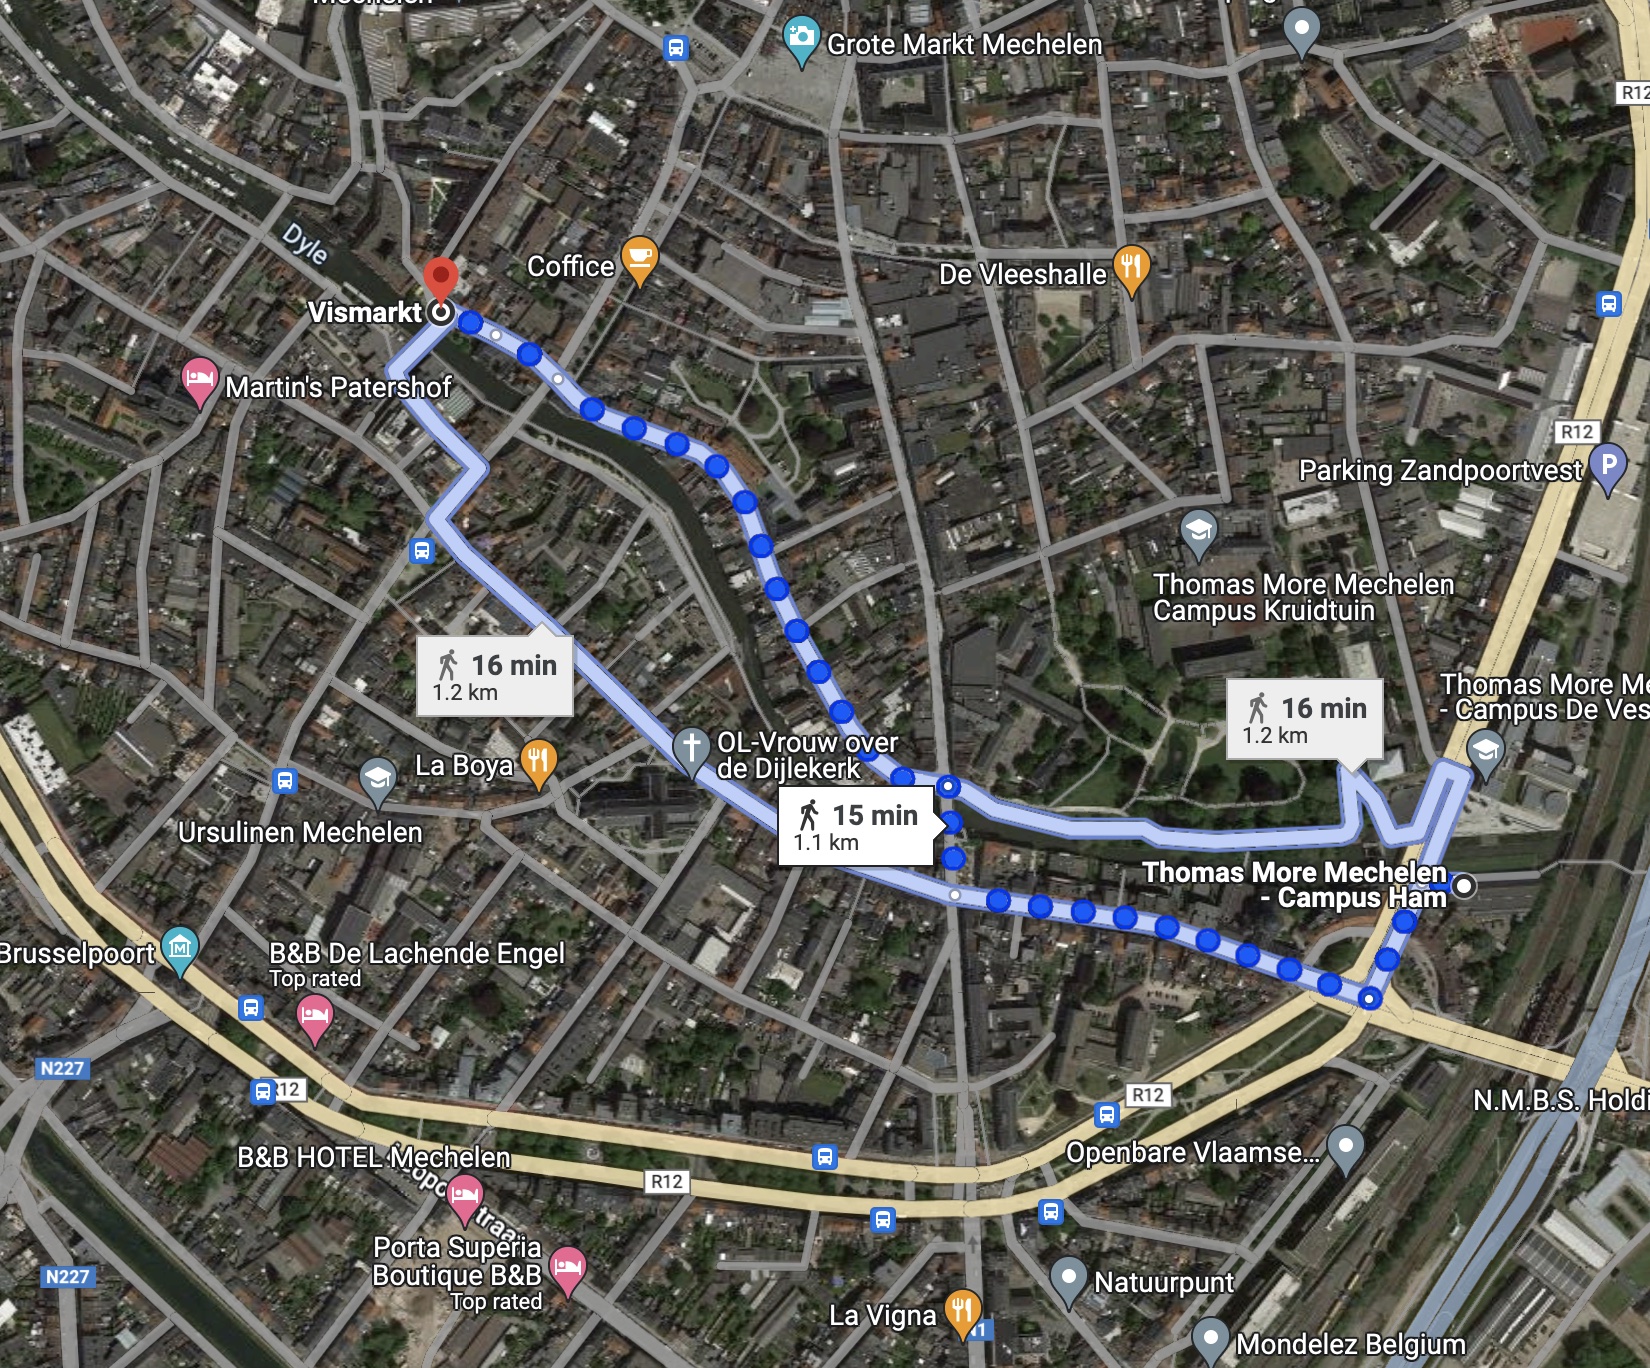 Grote Markt Mechelen
R12
Dyle
Coffice
De Vleeshalle
Vismarkt
Martin's Patershof
R12
Parking Zandpoortvest
Thomas More Mechelen
Campus Kruidtuin
16 min
1.2 km
Thomas More Me
- Campus De Ves
16 min
1.2 km
OL-Vrouw over
de Dijlekerk
La Boya
15 min
1.1 km
Ursulinen Mechelen
Thomas More Mechelen
- Campus Ham
Brusselpoort
B&B De Lachende Engel
Top rated
N227
R12
R12
N.M.B.S. Holdi
B&B HOTEL Mechelen
Openbare Vlaamse...
R12
traa
Porta Superia
Boutique B&B
Top rated
N227
Natuurpunt
La Vigna
N1
Mondelez Belgium